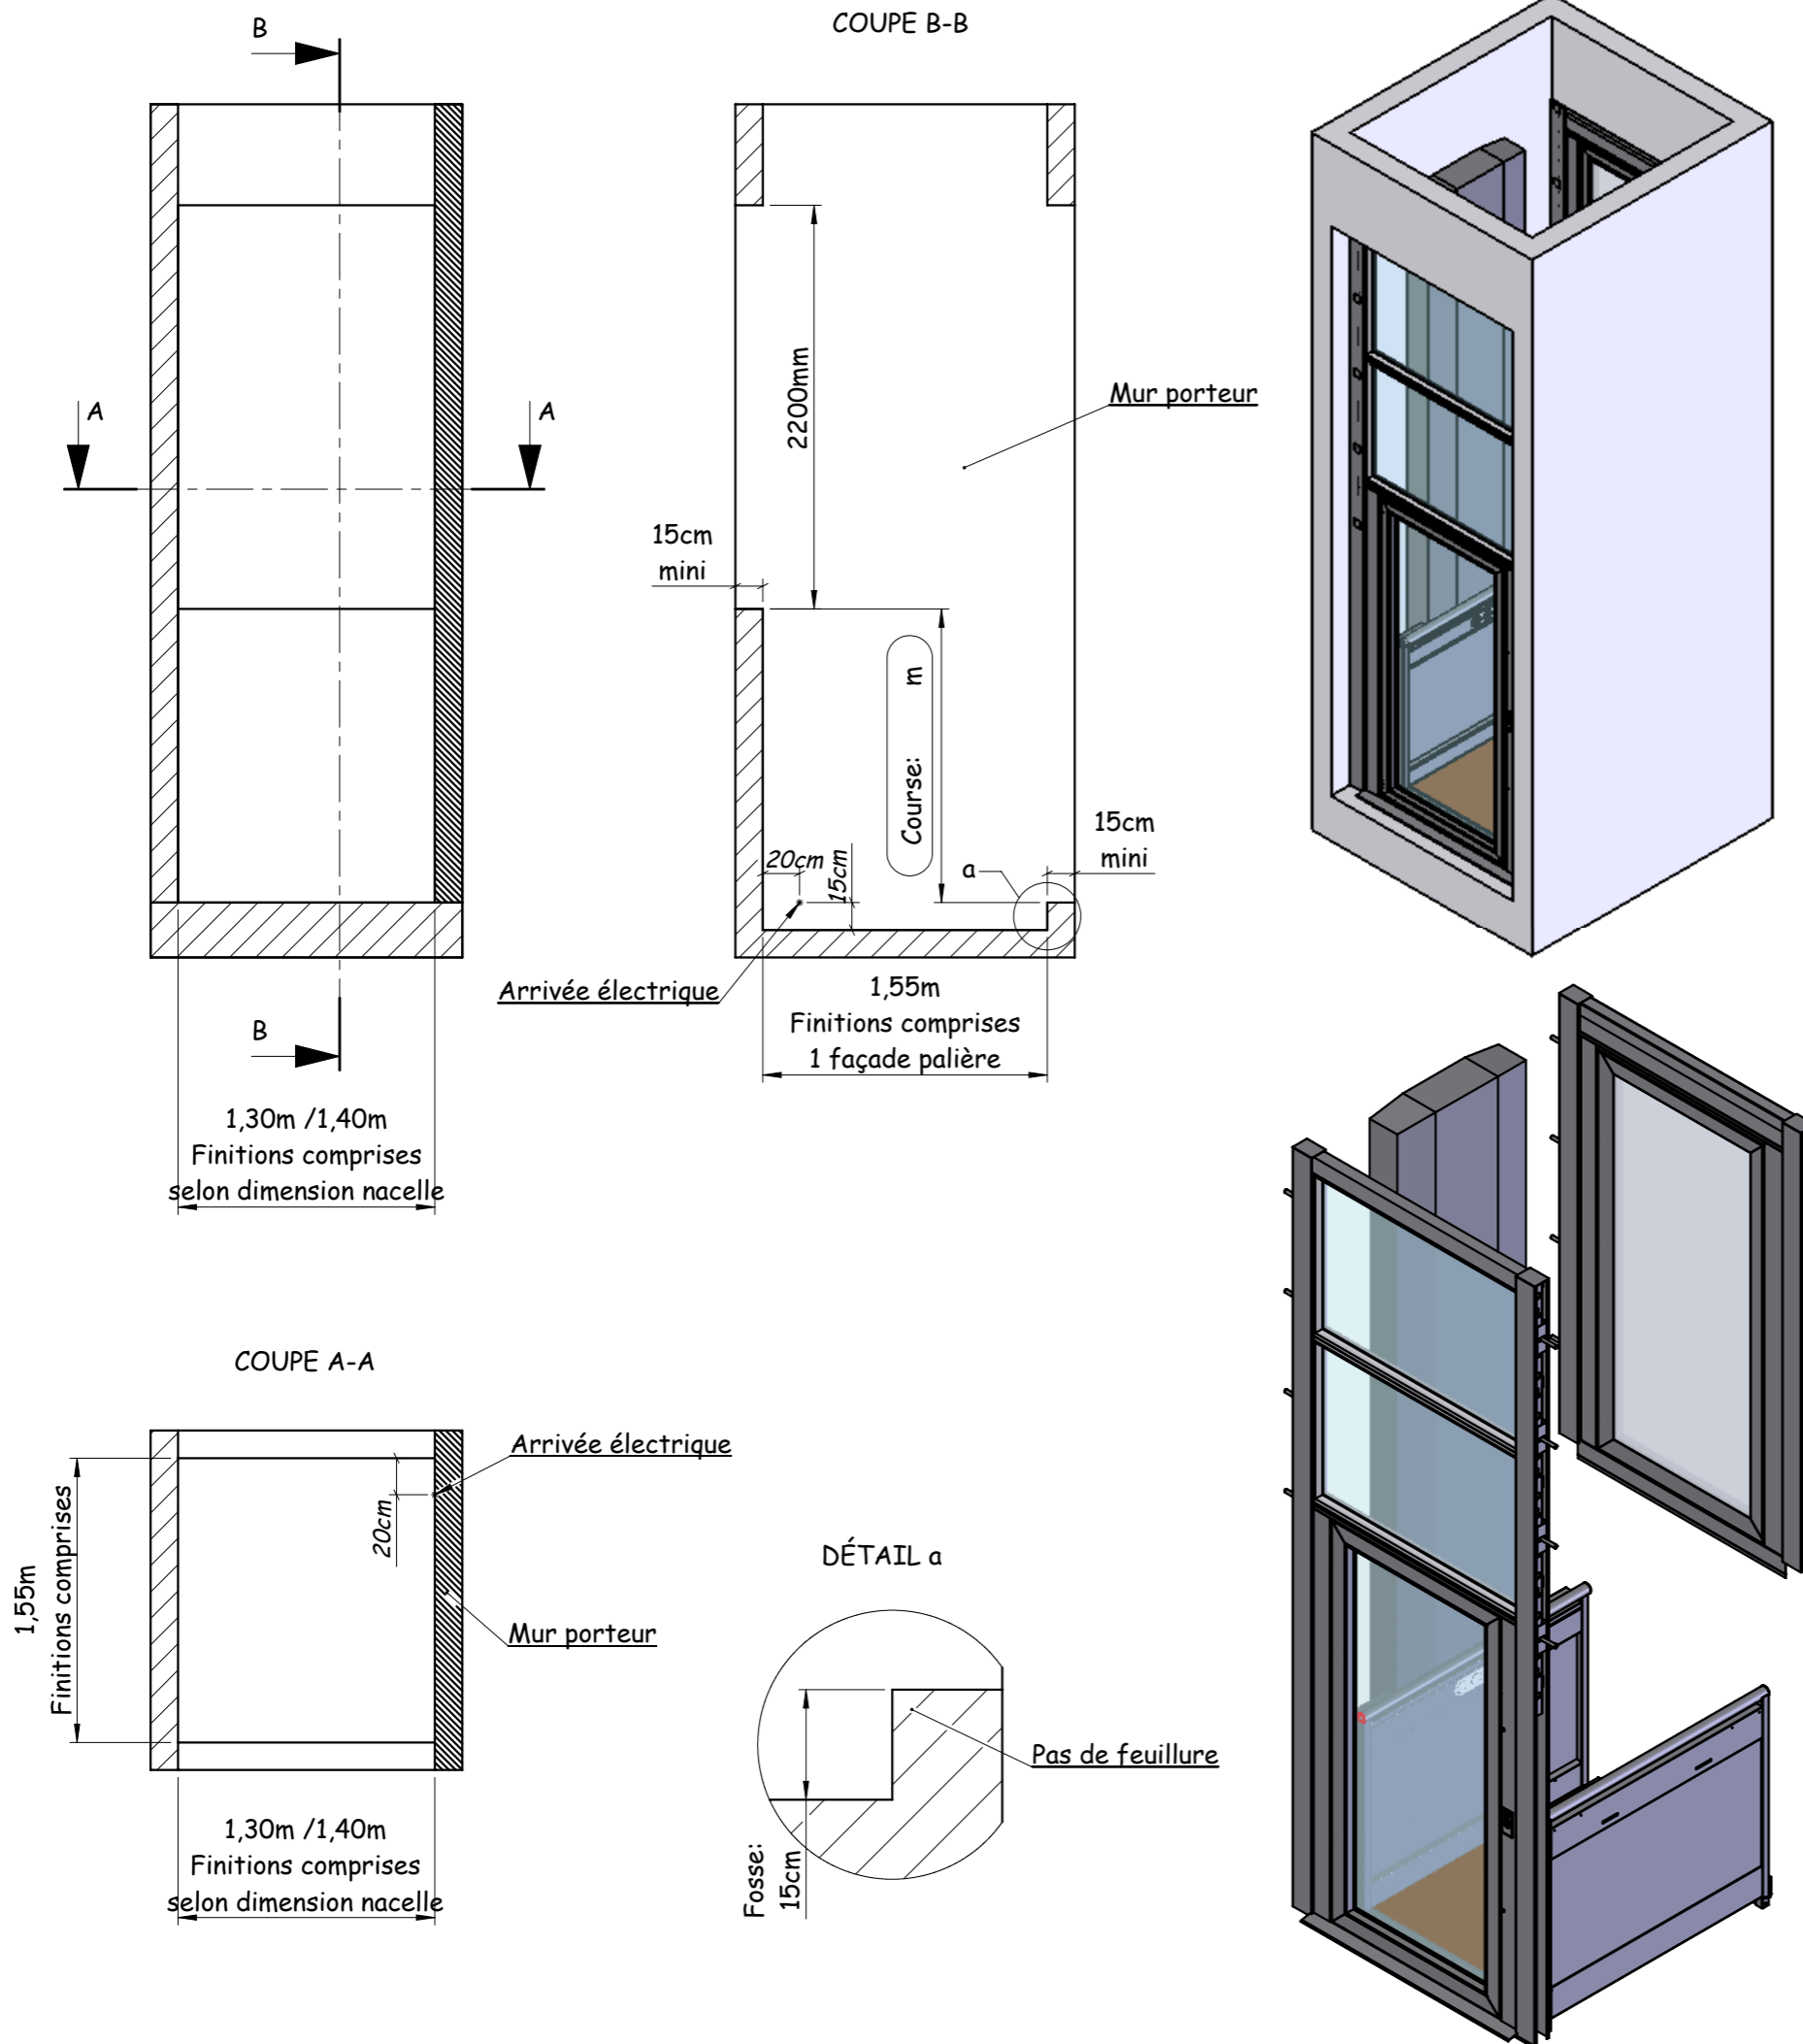 COUPE B-B
B
A
A
B
1,30m /1,40m
Finitions comprises
selon dimension nacelle
2200mm
Mur porteur
15cm
mini
Course: m
15cm
mini
20cm
15cm
a
Arrivée électrique
1,55m
Finitions comprises
1 façade palière
COUPE A-A
Arrivée électrique
20cm
1,55m
Finitions comprises
Mur porteur
1,30m /1,40m
Finitions comprises
selon dimension nacelle
DÉTAIL a
Pas de feuillure
Fosse:
15cm